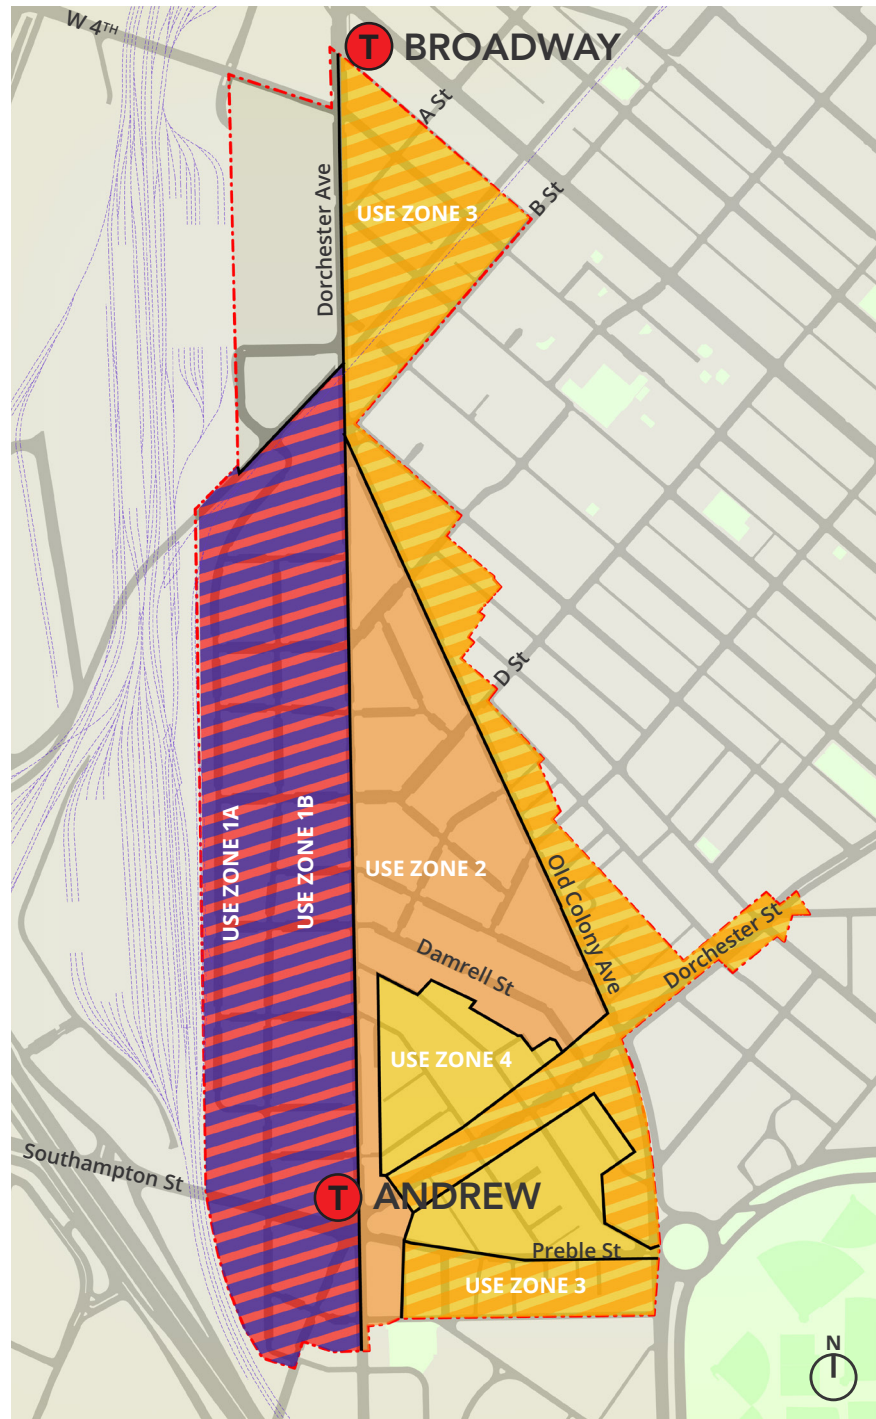 W 4TH
T BROADWAY
A St
B St
Dorchester Ave
USE ZONE 3
D St
USE ZONE 1A
USE ZONE 1B
USE ZONE 2
Old Colony Ave
Dorchester St
Damrell St
USE ZONE 4
Southampton St
T ANDREW
Preble St
USE ZONE 3
N